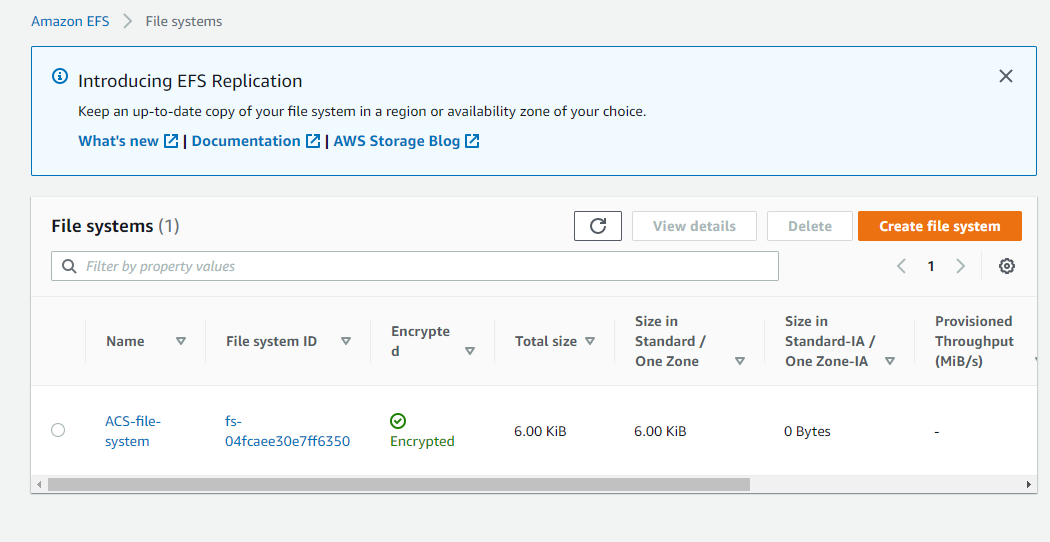 Amazon EFS > File systems
Introducing EFS Replication
Keep an up-to-date copy of your file system in a region or availability zone of your choice.
What's new | Documentation | AWS Storage Blog
File systems (1)
View details
Delete
Create file system
Filter by property values
1
Name
File system ID
Encrypte
d
Total size
Size in
Standard /
One Zone
Size in
Standard-IA /
One Zone-IA
Provisioned
Throughput
(MiB/s)
ACS-file-
system
fs-
04fcaee30e7ff6350
Encrypted
6.00 KiB
6.00 KiB
0 Bytes
-